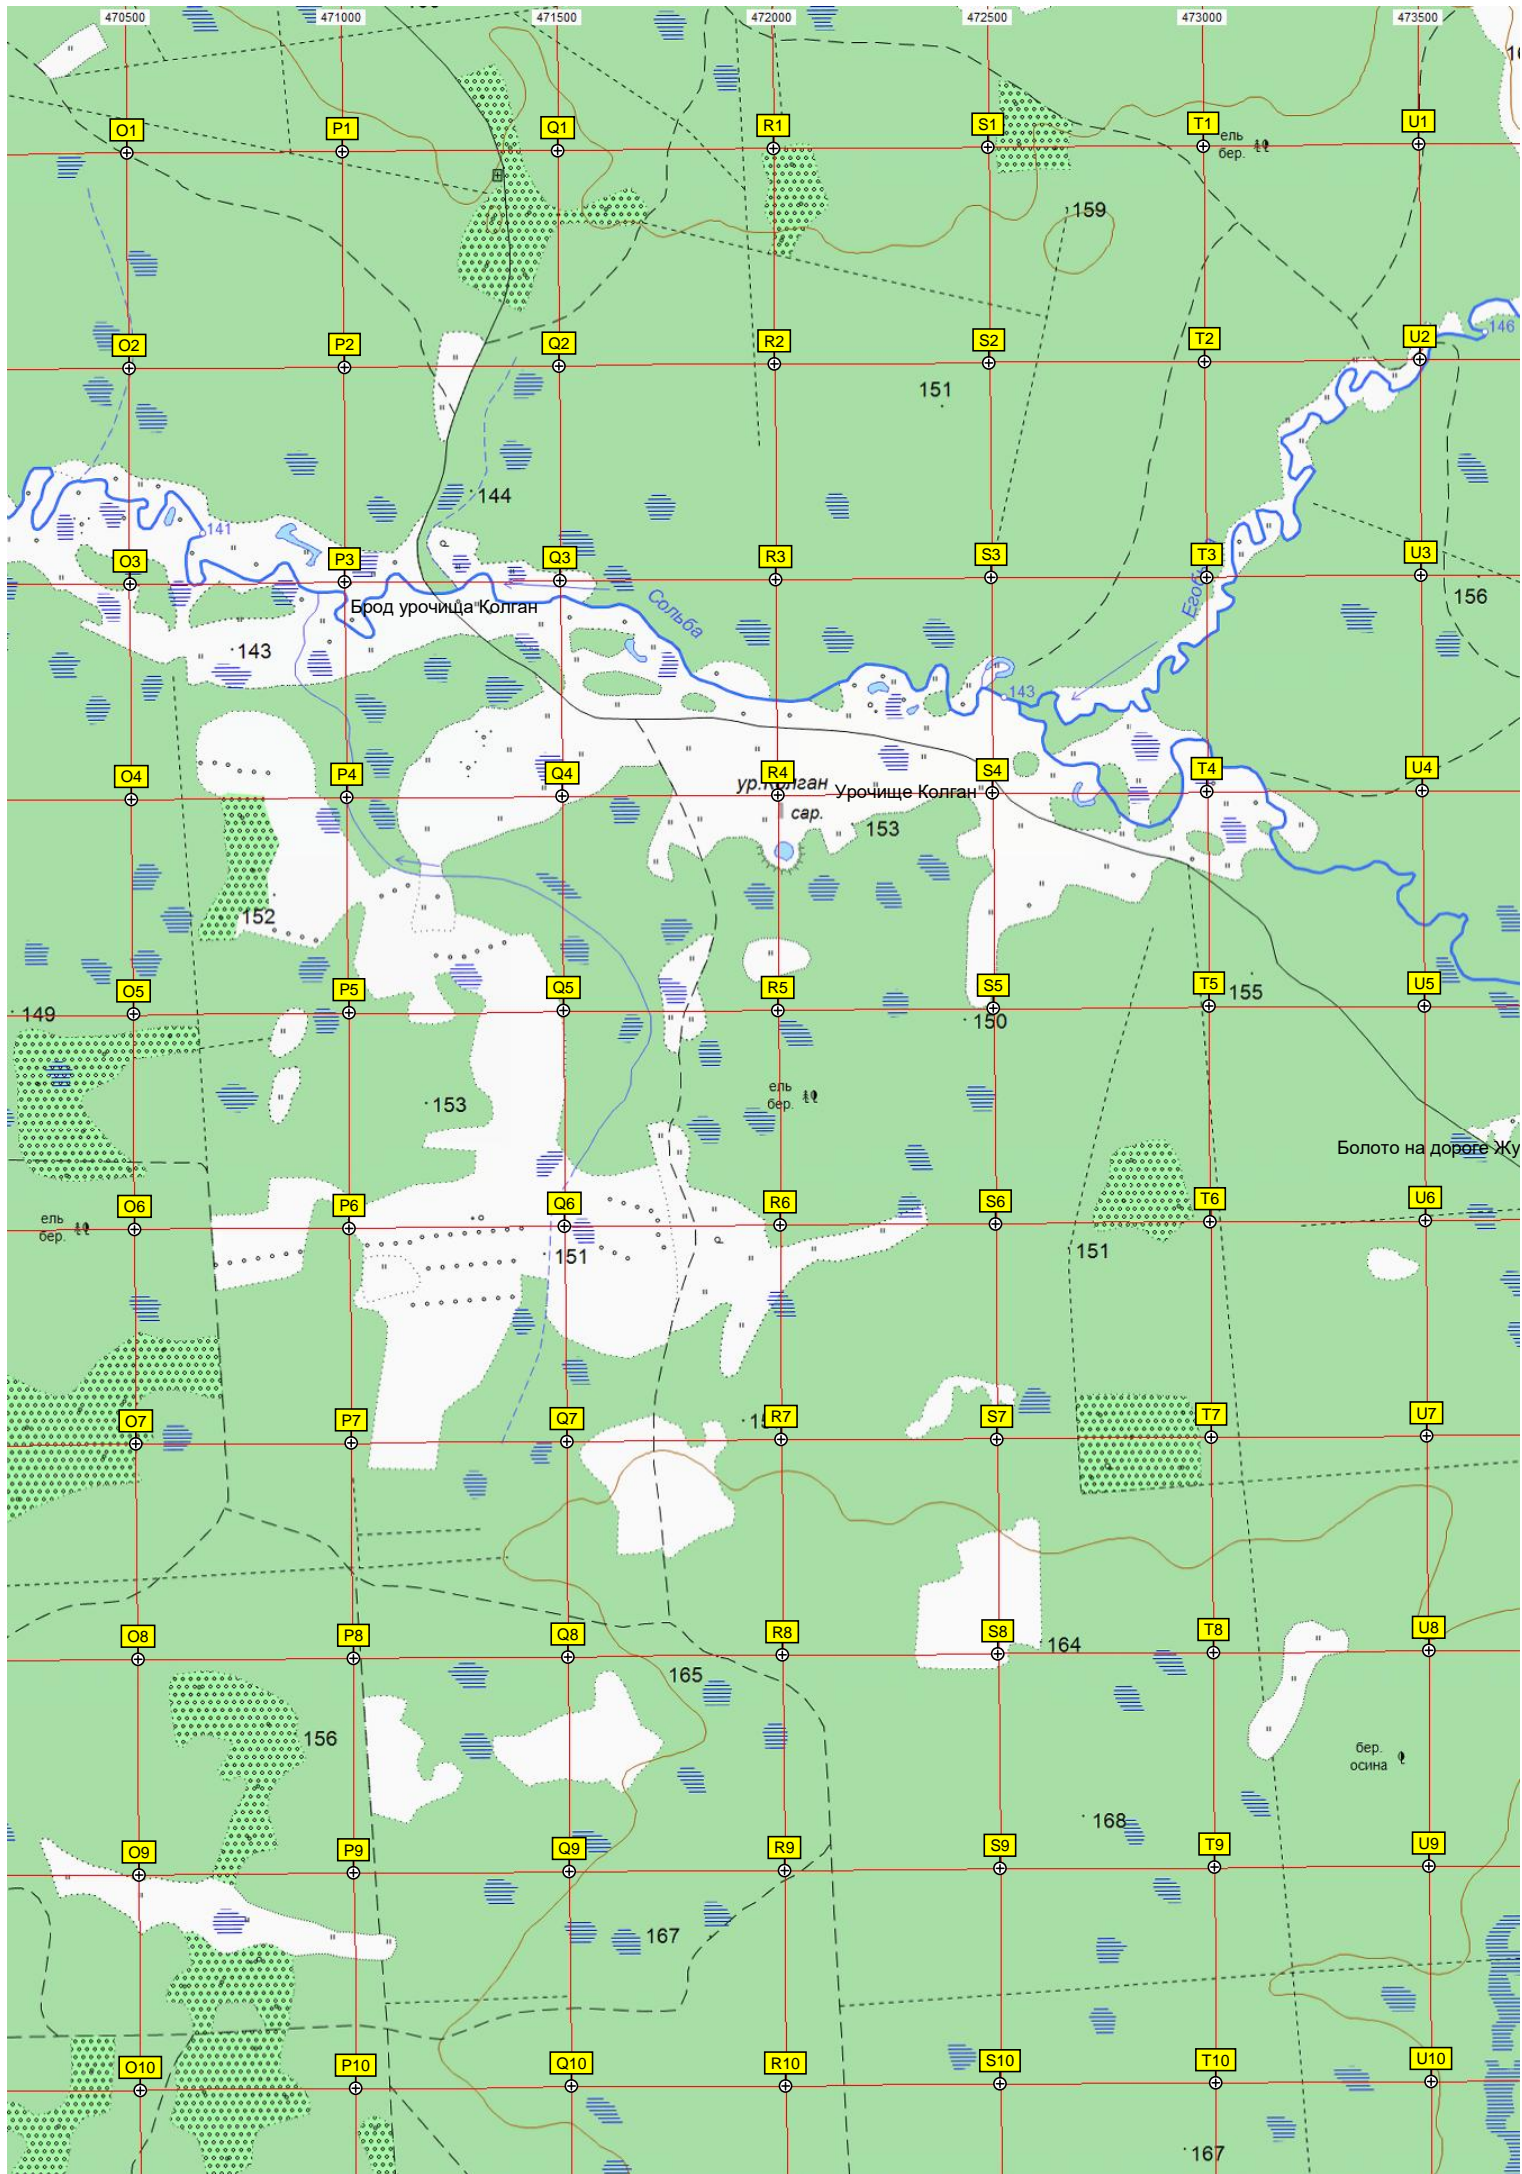 470500 471000 471500 472000 472500 473000 473500
O1 P1 Q1 R1 S1 T1 U1
ель
бер.
159
146
O2 P2 Q2 R2 S2 T2 U2
151
144
141
O3 P3 Q3 R3 S3 T3 U3
Брод урочища Колган
Сольба
156
143
143
O4 P4 Q4 R4 S4 T4 U4
Урочище Колган
сар.
153
152
O5 P5 Q5 R5 S5 T5 U5
149
155
150
ель
бер.
153
Болото на дороге Жу
O6 P6 Q6 R6 S6 T6 U6
ель
бер.
151
151
O7 P7 Q7 R7 S7 T7 U7
O8 P8 Q8 R8 S8 T8 U8
164
165
156
бер.
осина
168
O9 P9 Q9 R9 S9 T9 U9
167
O10 P10 Q10 R10 S10 T10 U10
167